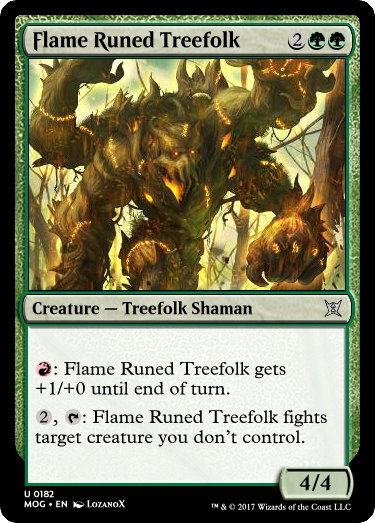 Flame Runed Treefolk 2
Creature — Treefolk Shaman
: Flame Runed Treefolk gets
+1/+0 until end of turn.
2, : Flame Runed Treefolk fights
target creature you don't control.
4/4
U 0182
MOG • EN LozanoX
™ & © 2017 Wizards of the Coast LLC